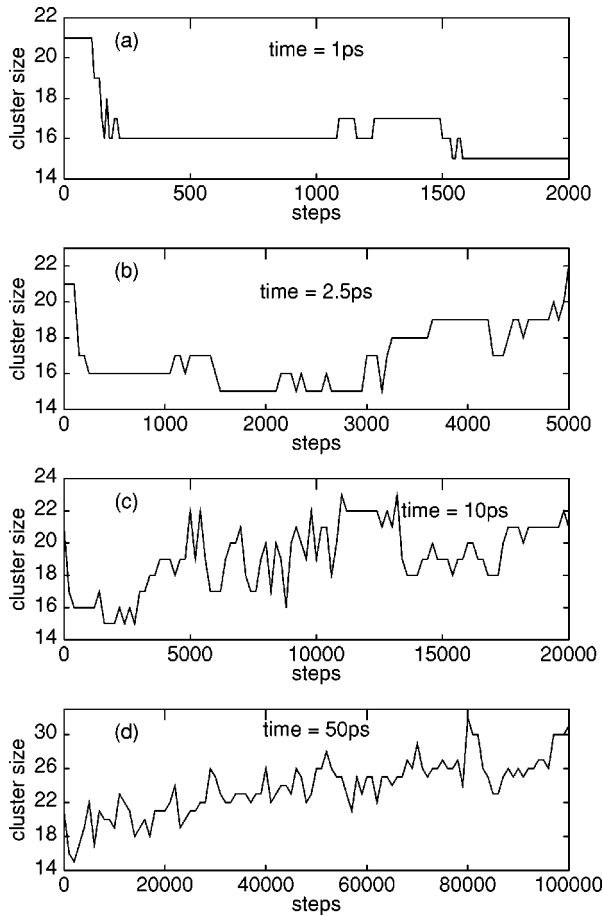 22
(a)
time = 1ps
20
18
16
14
cluster size
0 500 1000 1500 2000
steps
22
(b)
time = 2.5ps
20
18
16
14
cluster size
0 1000 2000 3000 4000 5000
steps
24
(c)
time = 10ps
22
20
18
16
14
cluster size
0 5000 10000 15000 20000
steps
(d)
time = 50ps
30
26
22
18
14
cluster size
0 20000 40000 60000 80000 100000
steps